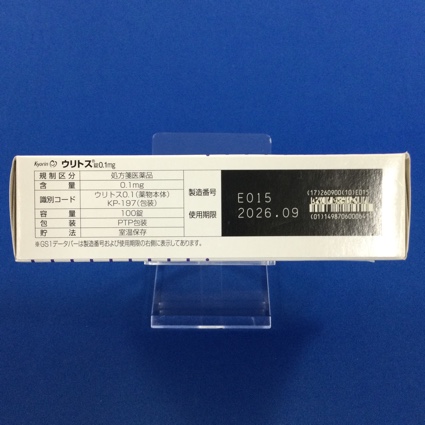 Kyorin ウリトス®錠0.1mg
規制区分 処方箋医薬品
含量 0.1mg
識別コード ウリトス0.1(薬物本体)
KP-197(包装)
容量 100錠
包装 PTP包装
貯法 室温保存
※GS1データバーは製造番号および使用期限の右側に表示してあります。
製造番号 E015
使用期限 2026.09
(17)260900(10)E015